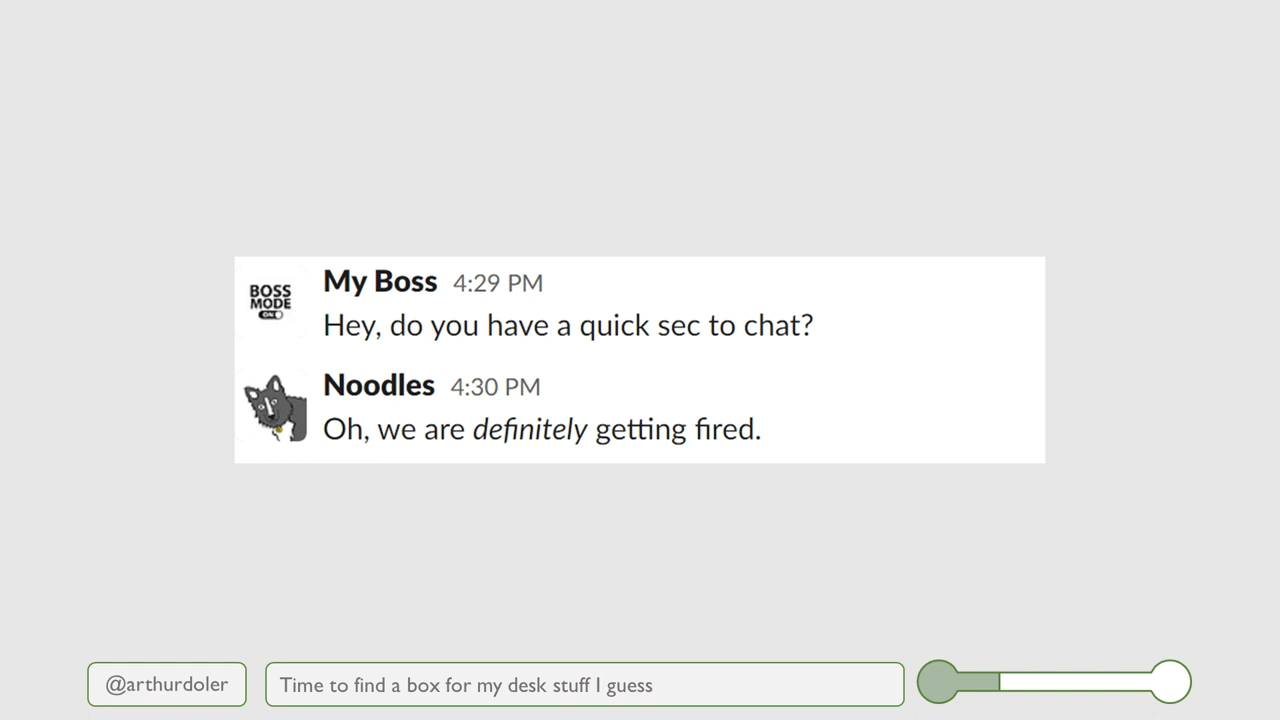 BOSS
MODE
ON
My Boss 4:29 PM
Hey, do you have a quick sec to chat?
Noodles 4:30 PM
Oh, we are definitely getting fired.
@arthurdoler
Time to find a box for my desk stuff I guess